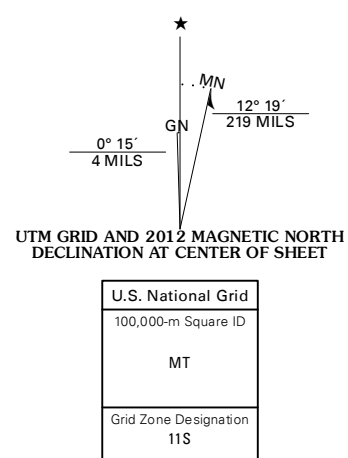 ★
MN
GN
12° 19´
219 MILS
0° 15´
4 MILS
UTM GRID AND 2012 MAGNETIC NORTH
DECLINATION AT CENTER OF SHEET
U.S. National Grid
100,000-m Square ID
MT
Grid Zone Designation
11S